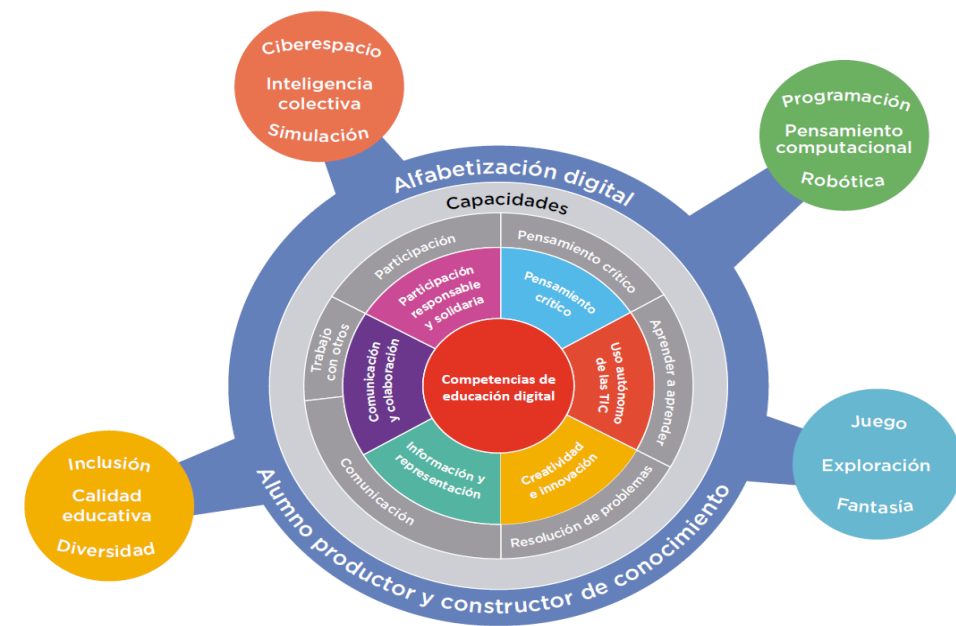 Ciberespacio
Inteligencia
colectiva
Simulación
Programación
Pensamiento
computacional
Robótica
Alfabetización digital
Capacidades
Participación
Pensamiento crítico
Participación
responsable
y solidaria
Pensamiento
crítico
Trabajo
con otros
Comunicación
y colaboración
Competencias de
educación digital
Uso autónomo
de las TIC
Aprender a aprender
Información y
representación
Creatividad
e innovación
Comunicación
Resolución de problemas
Inclusión
Calidad
educativa
Diversidad
Juego
Exploración
Fantasía
Alumno productor y constructor de conocimiento